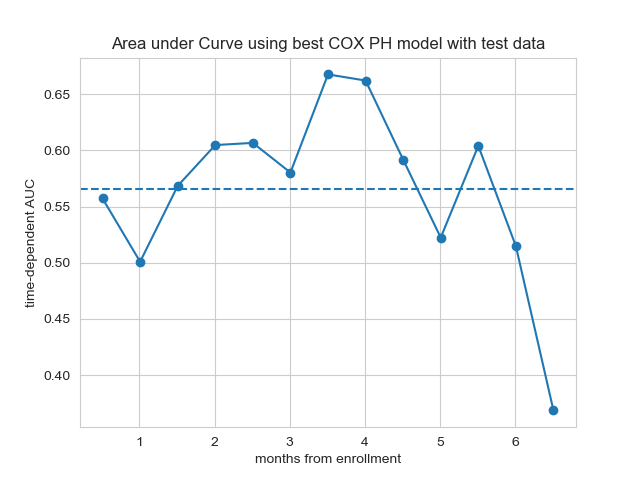 Area under Curve using best COX PH model with test data
time-dependent AUC
0.65
0.60
0.55
0.50
0.45
0.40
1 2 3 4 5 6
months from enrollment